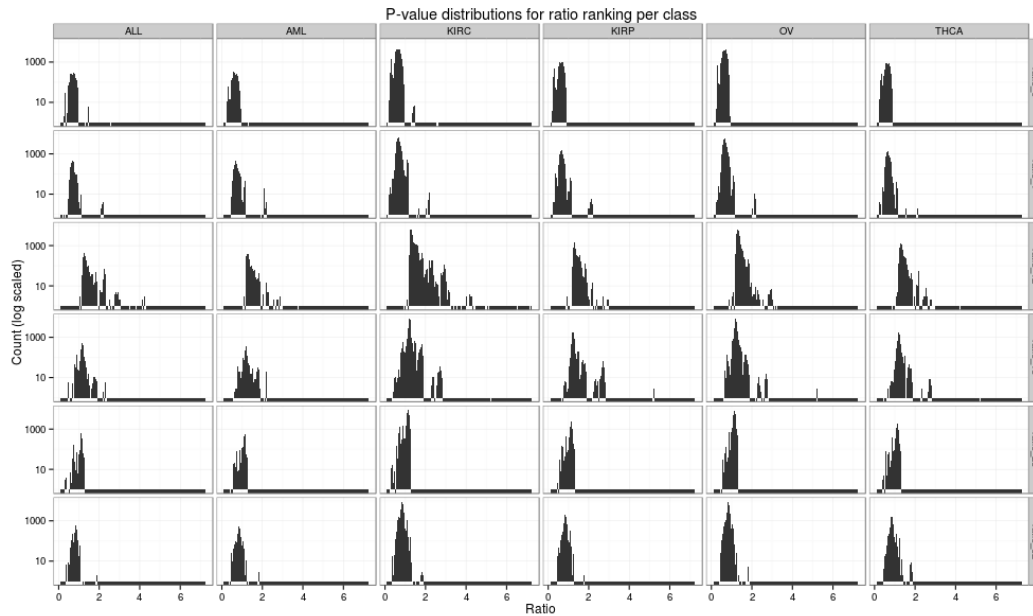 P-value distributions for ratio ranking per class
ALL AML KIRC KIRP OV THCA
1000
10
1000
10
1000
10
1000
10
1000
10
1000
10
Count (log scaled)
0 2 4 6 0 2 4 6 0 2 4 6 0 2 4 6 0 2 4 6 0 2 4 6
Ratio